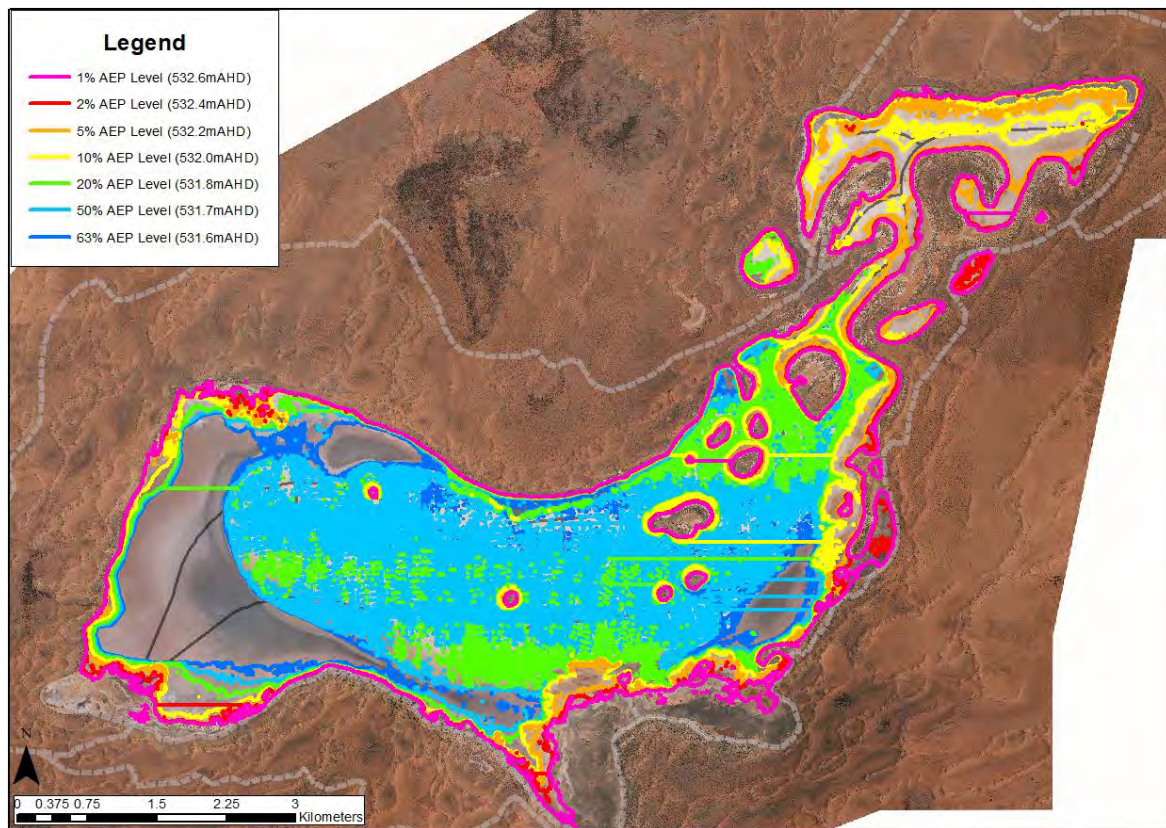 Legend
1% AEP Level (532.6mAHD)
2% AEP Level (532.4mAHD)
5% AEP Level (532.2mAHD)
10% AEP Level (532.0mAHD)
20% AEP Level (531.8mAHD)
50% AEP Level (531.7mAHD)
63% AEP Level (531.6mAHD)
N
0 0.375 0.75 1.5 2.25 3
Kilometers